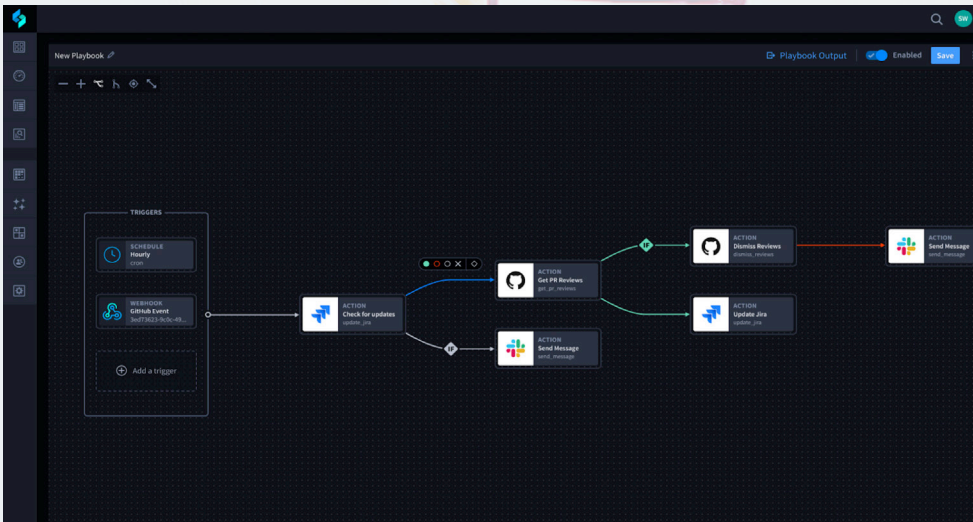 SW
New Playbook
Playbook Output
Enabled
Save
TRIGGERS
SCHEDULE
Hourly
cron
WEBHOOK
GitHub Event
Add a trigger
ACTION
Check for updates
update_jira
ACTION
Get PR Reviews
get_pr_reviews
IF
ACTION
Send Message
send_message
IF
ACTION
Dismiss Reviews
dismiss_reviews
ACTION
Update Jira
update_jira
ACTION
Send Message
send_message